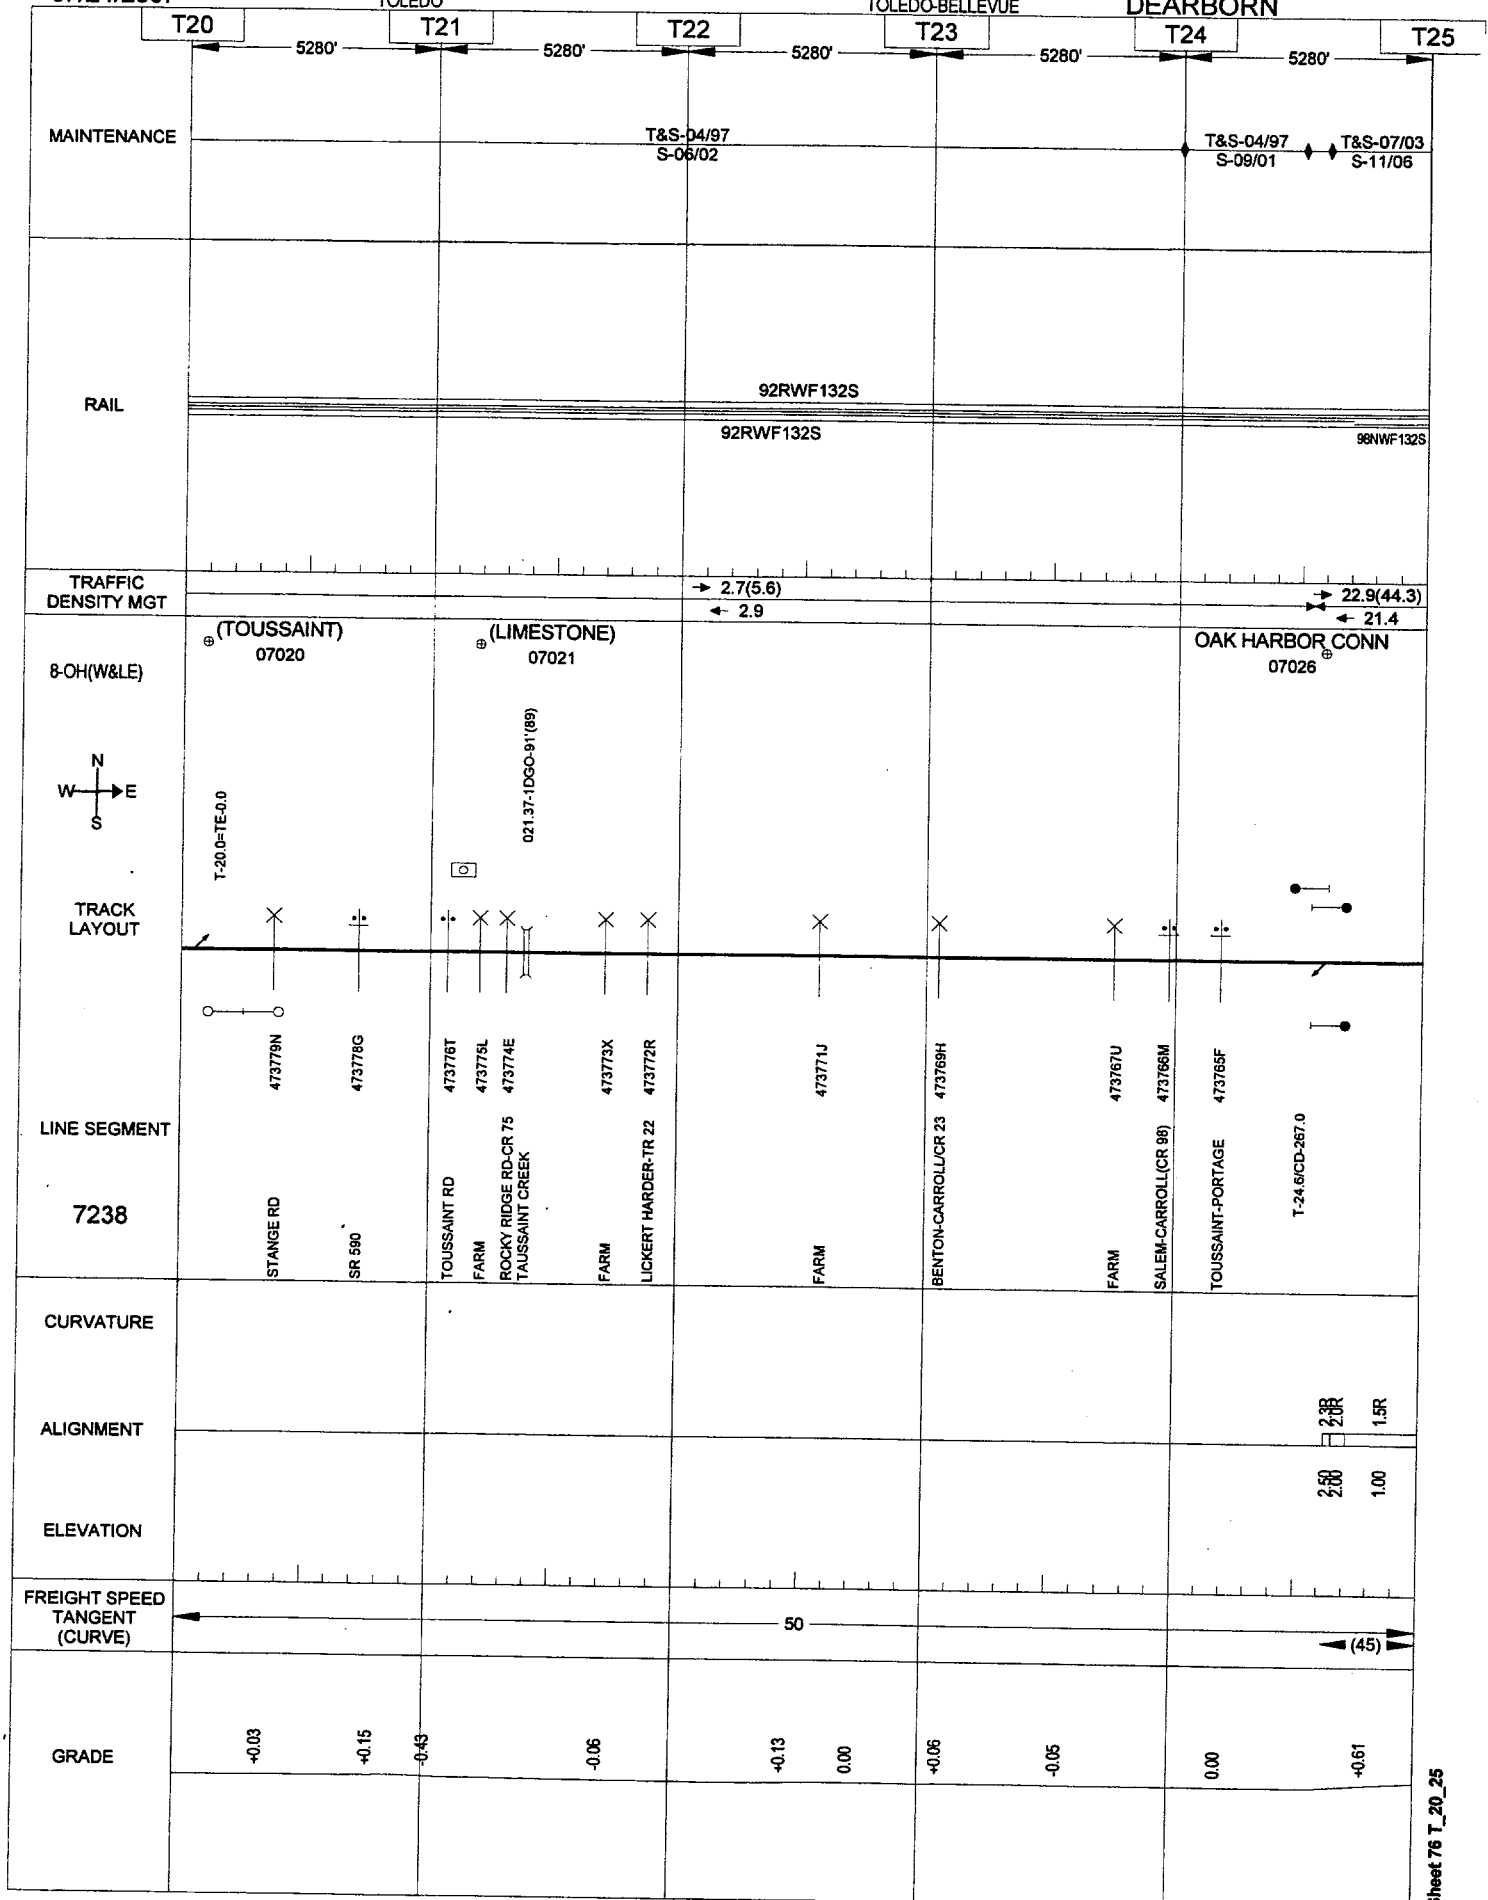 TOLEDO
TOLEDO-BELLEVUE
DEARBORN
T20
T21
T22
T23
T24
T25
5280'
5280'
5280'
5280'
5280'
MAINTENANCE
T&S-04/97
S-06/02
T&S-04/97
S-09/01
T&S-07/03
S-11/06
RAIL
92RWF132S
92RWF132S
98NWF132S
TRAFFIC
DENSITY MGT
2.7(5.6)
2.9
22.9(44.3)
21.4
8-OH(W&LE)
(TOUSSAINT)
07020
(LIMESTONE)
07021
OAK HARBOR CONN
07026
N
W E
S
T-20.0=TE-0.0
021.37-1DGO-91'(89)
TRACK
LAYOUT
473779N
473778G
473776T
473775L
473774E
473773X
473772R
473771J
473769H
473767U
473766M
473765F
LINE SEGMENT
7238
STANGE RD
SR 590
TOUSSAINT RD
FARM
ROCKY RIDGE RD-CR 75
TAUSSAINT CREEK
FARM
LICKERT HARDER-TR 22
FARM
BENTON-CARROLL/CR 23
FARM
SALEM-CARROLL(CR 98)
TOUSSAINT-PORTAGE
T-24.6/CD-267.0
CURVATURE
ALIGNMENT
2.3R
2.0R
1.5R
2.50
2.00
1.00
ELEVATION
FREIGHT SPEED
TANGENT
(CURVE)
50
(45)
GRADE
+0.03
+0.15
-0.43
-0.06
+0.13
0.00
+0.06
-0.05
0.00
+0.61
Sheet 76 T_20_25